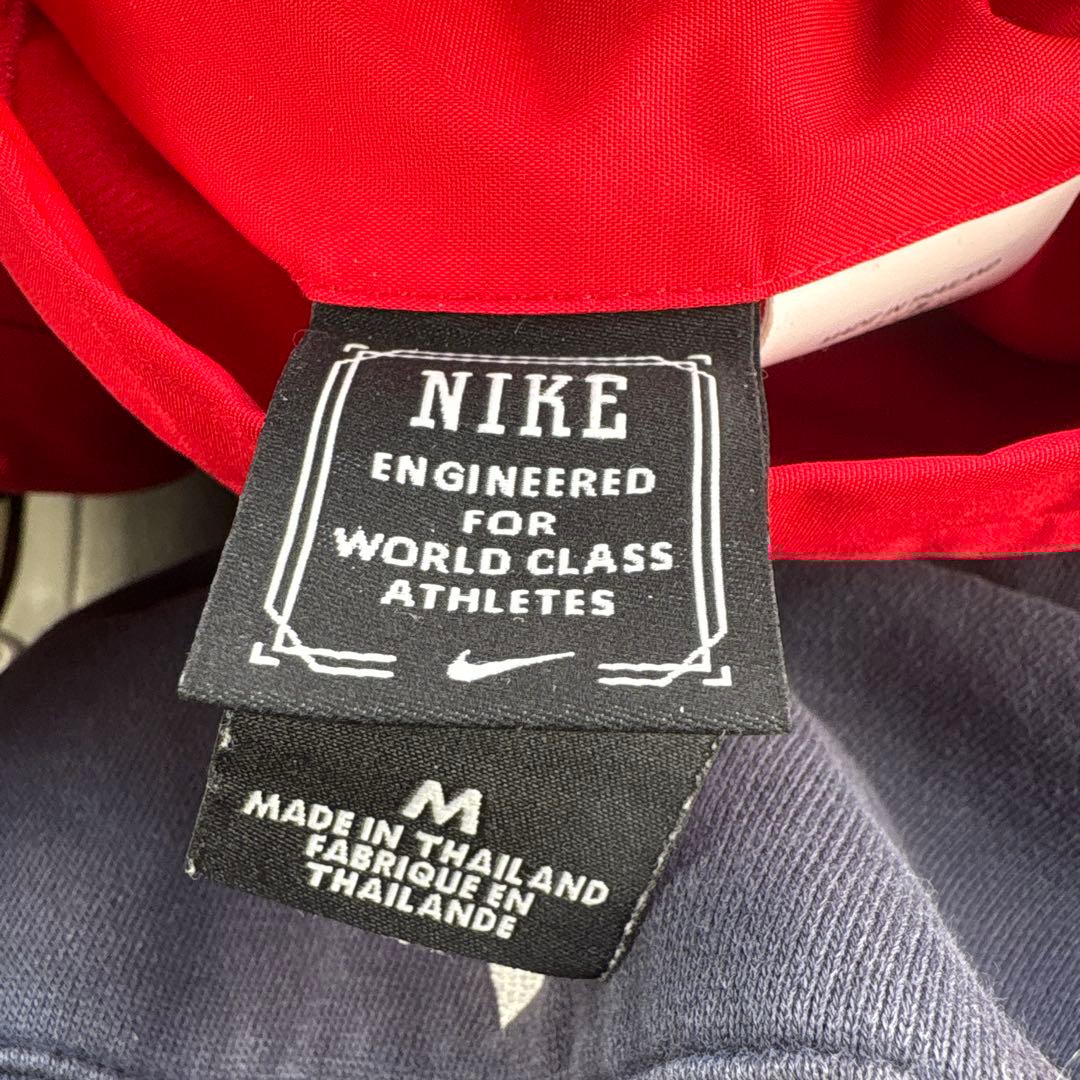 NIKE
ENGINEERED
FOR
WORLD CLASS
ATHLETES
M
MADE IN THAILAND
FABRIQUE EN
THAILANDE